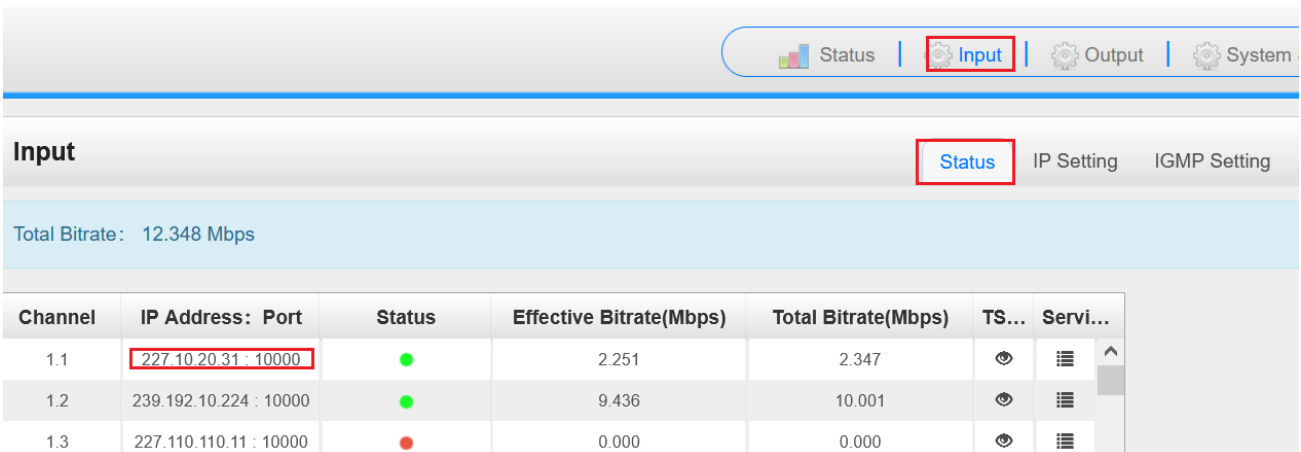 Status Input Output System
Input Status IP Setting IGMP Setting
Total Bitrate: 12.348 Mbps
Channel IP Address: Port Status Effective Bitrate(Mbps) Total Bitrate(Mbps) TS... Servi...
1.1 227.10.20.31 : 10000 2.251 2.347
1.2 239.192.10.224 : 10000 9.436 10.001
1.3 227.110.110.11 : 10000 0.000 0.000